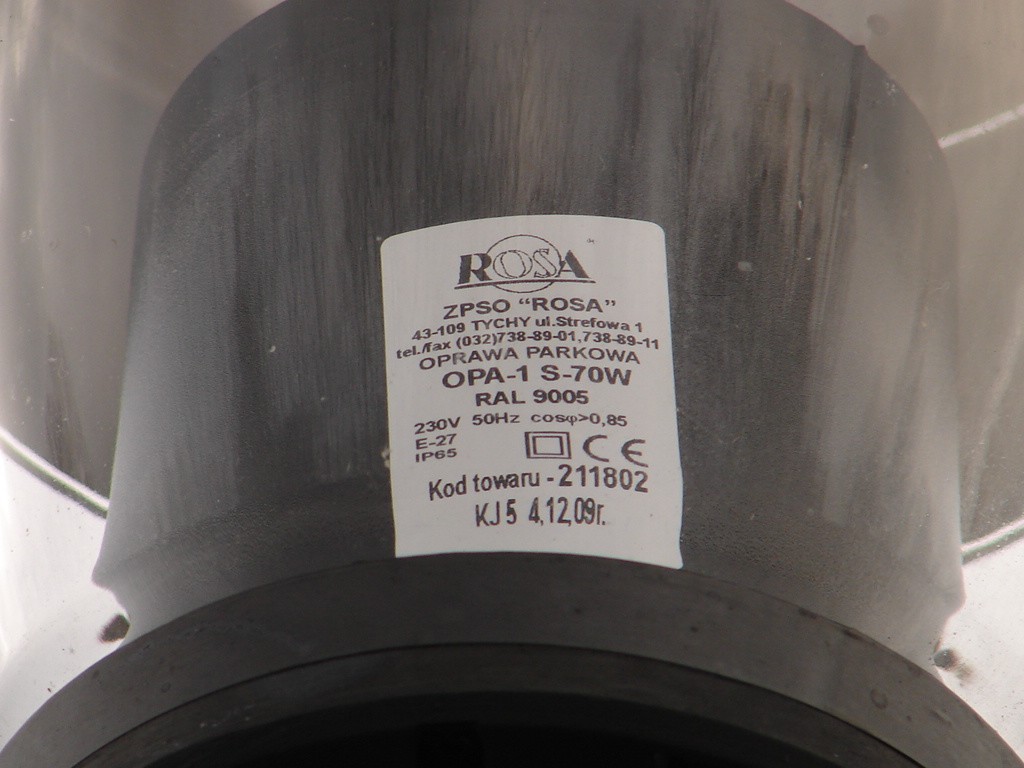 ROSA
ZPSO “ROSA”
43-109 TYCHY ul.Strefowa 1
tel./fax (032)738-89-01,738-89-11
OPRAWA PARKOWA
OPA-1 S-70W
RAL 9005
230V 50Hz cosφ>0,85
E-27
IP65 CE
Kod towaru - 211802
KJ 5 4,12,09r.